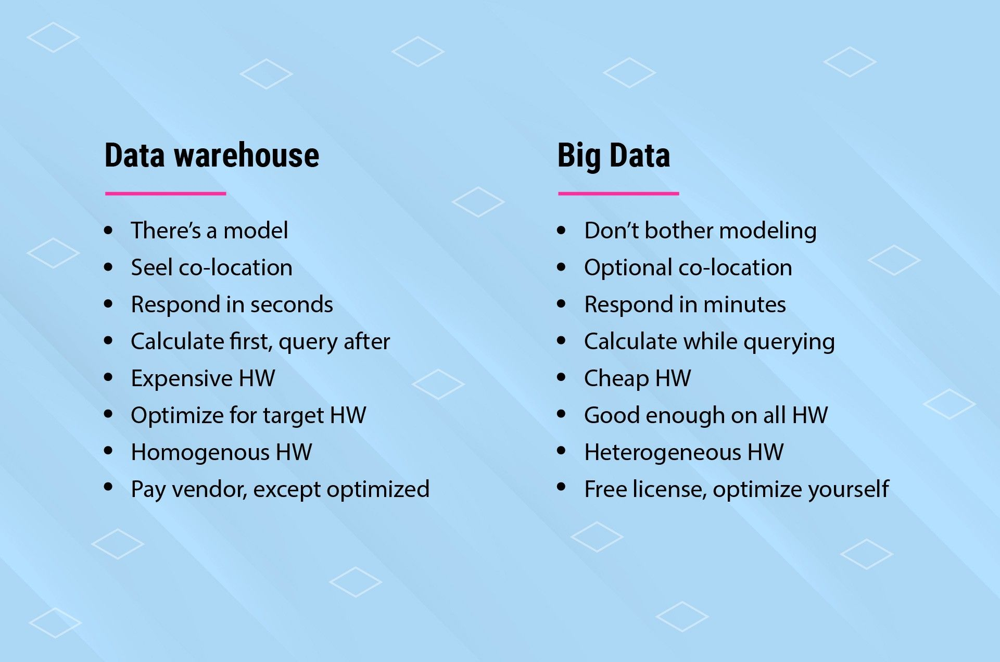 Data warehouse
• There’s a model
• Seel co-location
• Respond in seconds
• Calculate first, query after
• Expensive HW
• Optimize for target HW
• Homogenous HW
• Pay vendor, except optimized
Big Data
• Don’t bother modeling
• Optional co-location
• Respond in minutes
• Calculate while querying
• Cheap HW
• Good enough on all HW
• Heterogeneous HW
• Free license, optimize yourself